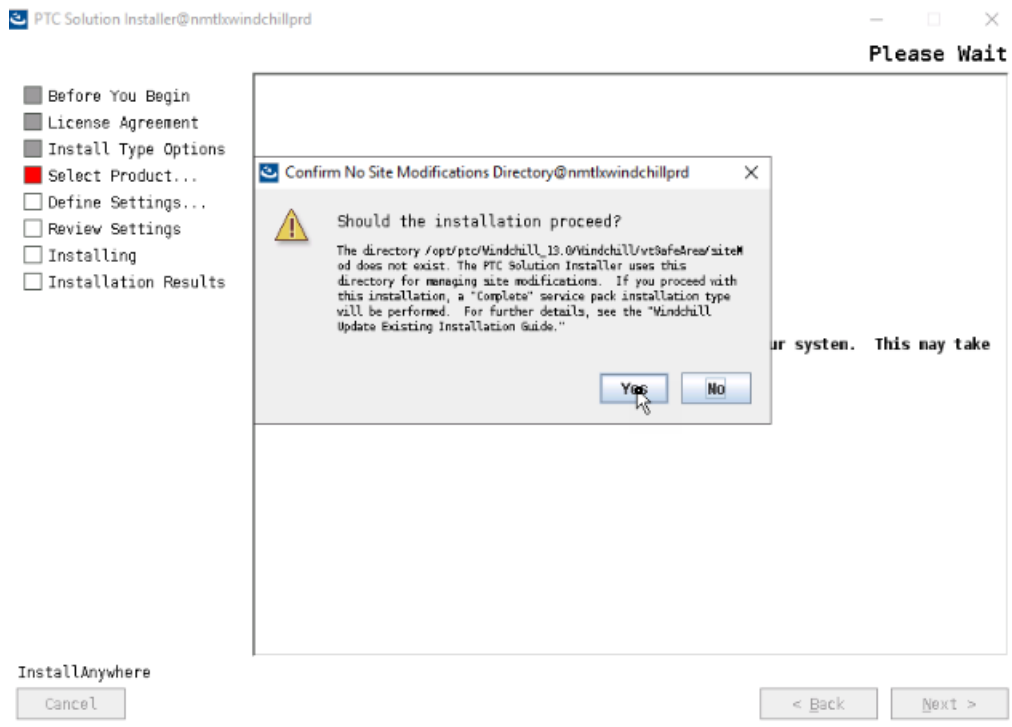 PTC Solution Installer@nmtlxwindchillprd
Please Wait
Before You Begin
License Agreement
Install Type Options
Select Product...
Define Settings...
Review Settings
Installing
Installation Results
Confirm No Site Modifications Directory@nmtlxwindchillprd
Should the installation proceed?
The directory /opt/ptc/Windchill_13.0/Windchill/wtSafeArea/siteM
od does not exist. The PTC Solution Installer uses this
directory for managing site modifications. If you proceed with
this installation, a "Complete" service pack installation type
will be performed. For further details, see the "Windchill
Update Existing Installation Guide."
ur system. This may take
Yes
No
InstallAnywhere
Cancel
< Back
Next >